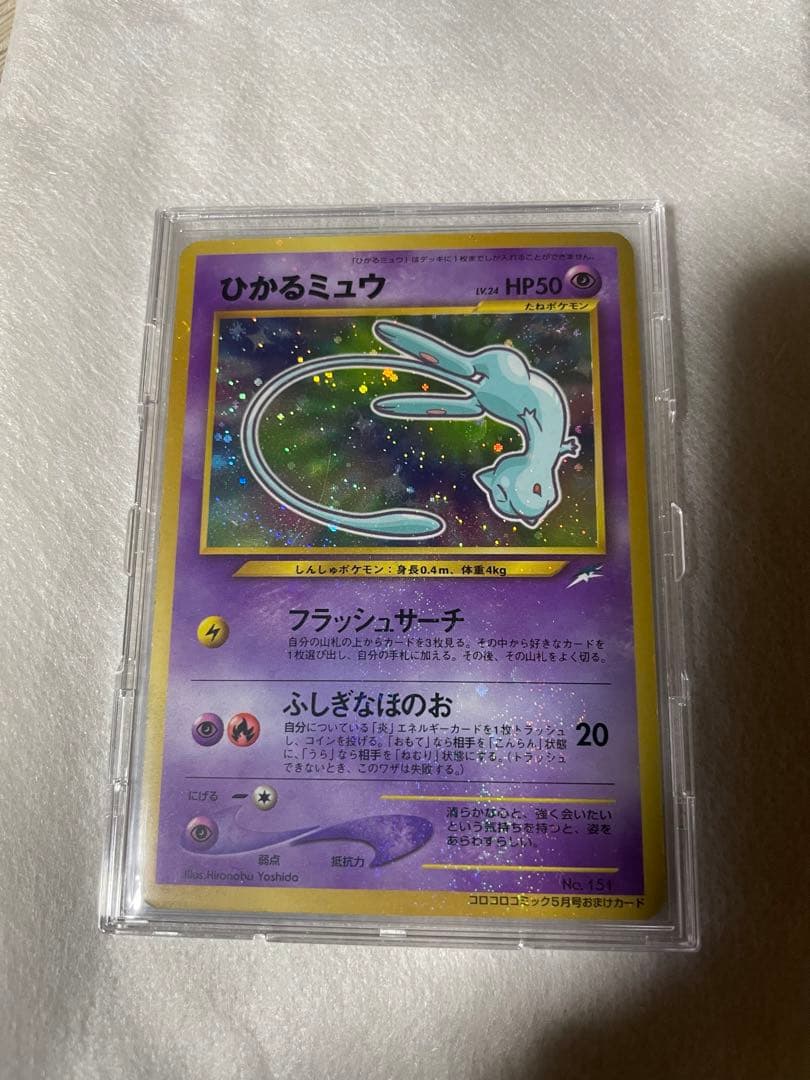 「ひかるミュウ」はデッキに1枚までしか入れることができません。
ひかるミュウ
LV.24 HP50
たねポケモン
しんしゅポケモン：身長0.4m、体重4kg
フラッシュサーチ
自分の山札の上からカードを3枚見る。その中から好きなカードを
1枚選び出し、自分の手札に加える。その後、その山札をよく切る。
ふしぎなほのお
自分についている「炎」エネルギーカードを1枚トラッシュ
し、コインを投げる。「おもて」なら相手を「こんらん」状態
に、「うら」なら相手を「ねむり」状態にする。（トラッシュ
できないとき、このワザは失敗する。）
20
にげる
清らかな心と、強く会いたい
という気持ちを持つと、姿を
あらわすらしい。
弱点
抵抗力
Illus.Hironobu Yoshida
No. 151
コロコロコミック5月号おまけカード